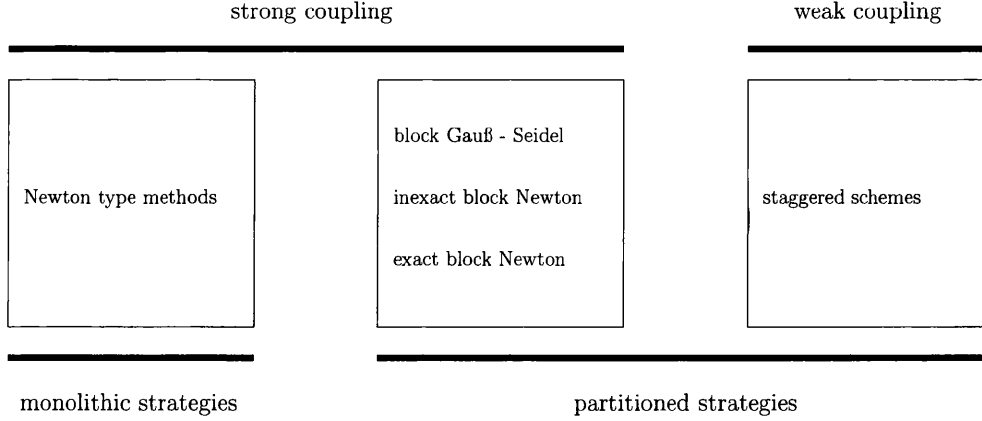 strong coupling
weak coupling
Newton type methods
block Gauß - Seidel
inexact block Newton
exact block Newton
staggered schemes
monolithic strategies
partitioned strategies